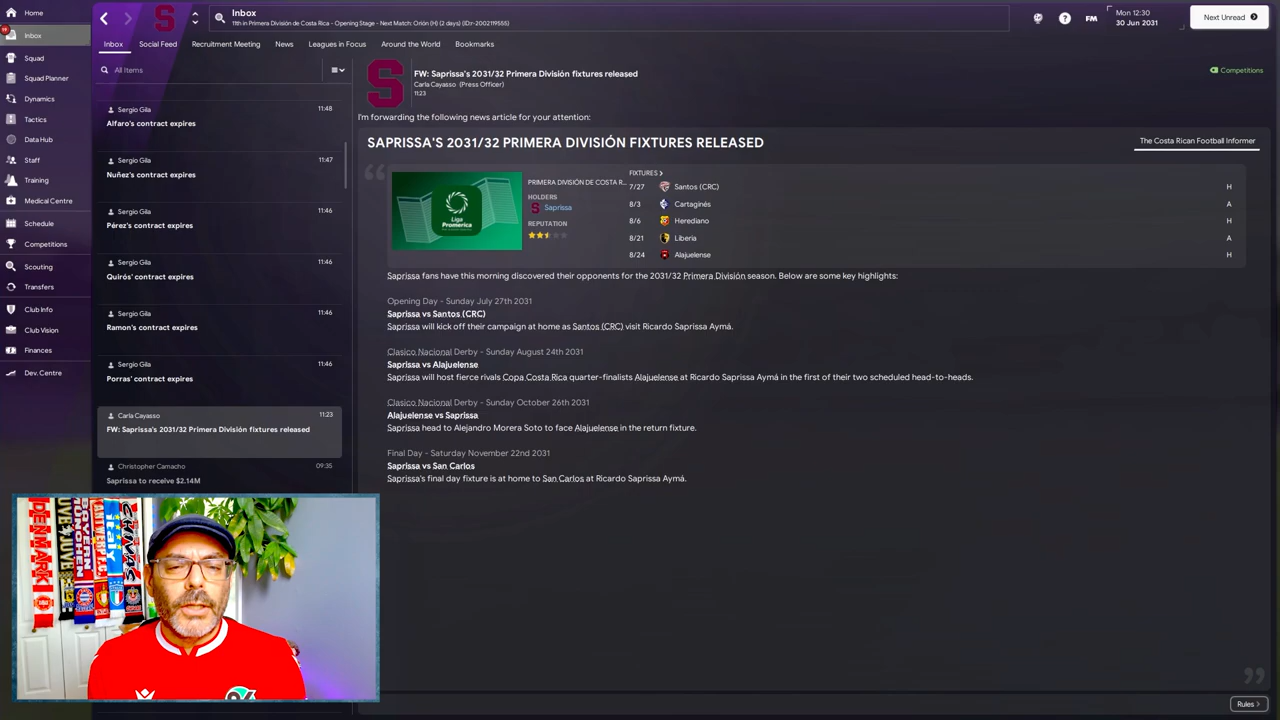 Home
Inbox
Squad
Squad Planner
Dynamics
Tactics
Data Hub
Staff
Training
Medical Centre
Schedule
Competitions
Scouting
Transfers
Club Info
Club Vision
Finances
Dev. Centre
Inbox
11th in Primera División de Costa Rica - Opening Stage - Next Match: Orión (H) (2 days) (IDr-2002119555)
FM
Mon 12:30
30 Jun 2031
Next Unread
Inbox Social Feed Recruitment Meeting News Leagues in Focus Around the World Bookmarks
All Items
Sergio Gila 11:48
Alfaro's contract expires
Sergio Gila 11:47
Nuñez's contract expires
Sergio Gila 11:46
Pérez's contract expires
Sergio Gila 11:46
Quirós' contract expires
Sergio Gila 11:46
Ramon's contract expires
Sergio Gila 11:46
Porras' contract expires
Carla Cayasso 11:23
FW: Saprissa's 2031/32 Primera División fixtures released
Christopher Camacho 09:35
Saprissa to receive $2.14M
FW: Saprissa's 2031/32 Primera División fixtures released
Carla Cayasso (Press Officer)
11:23
Competitions
I'm forwarding the following news article for your attention:
SAPRISSA'S 2031/32 PRIMERA DIVISIÓN FIXTURES RELEASED
The Costa Rican Football Informer
Liga
Promerica
PRIMERA DIVISIÓN DE COSTA R...
HOLDERS
Saprissa
REPUTATION
FIXTURES
7/27 Santos (CRC) H
8/3 Cartaginés A
8/6 Herediano H
8/21 Liberia A
8/24 Alajuelense H
Saprissa fans have this morning discovered their opponents for the 2031/32 Primera División season. Below are some key highlights:
Opening Day - Sunday July 27th 2031
Saprissa vs Santos (CRC)
Saprissa will kick off their campaign at home as Santos (CRC) visit Ricardo Saprissa Aymá.
Clasico Nacional Derby - Sunday August 24th 2031
Saprissa vs Alajuelense
Saprissa will host fierce rivals Copa Costa Rica quarter-finalists Alajuelense at Ricardo Saprissa Aymá in the first of their two scheduled head-to-heads.
Clasico Nacional Derby - Sunday October 26th 2031
Alajuelense vs Saprissa
Saprissa head to Alejandro Morera Soto to face Alajuelense in the return fixture.
Final Day - Saturday November 22nd 2031
Saprissa vs San Carlos
Saprissa's final day fixture is at home to San Carlos at Ricardo Saprissa Aymá.
Rules
DENMARK
BAYERN
Italy
CHIVAS
96